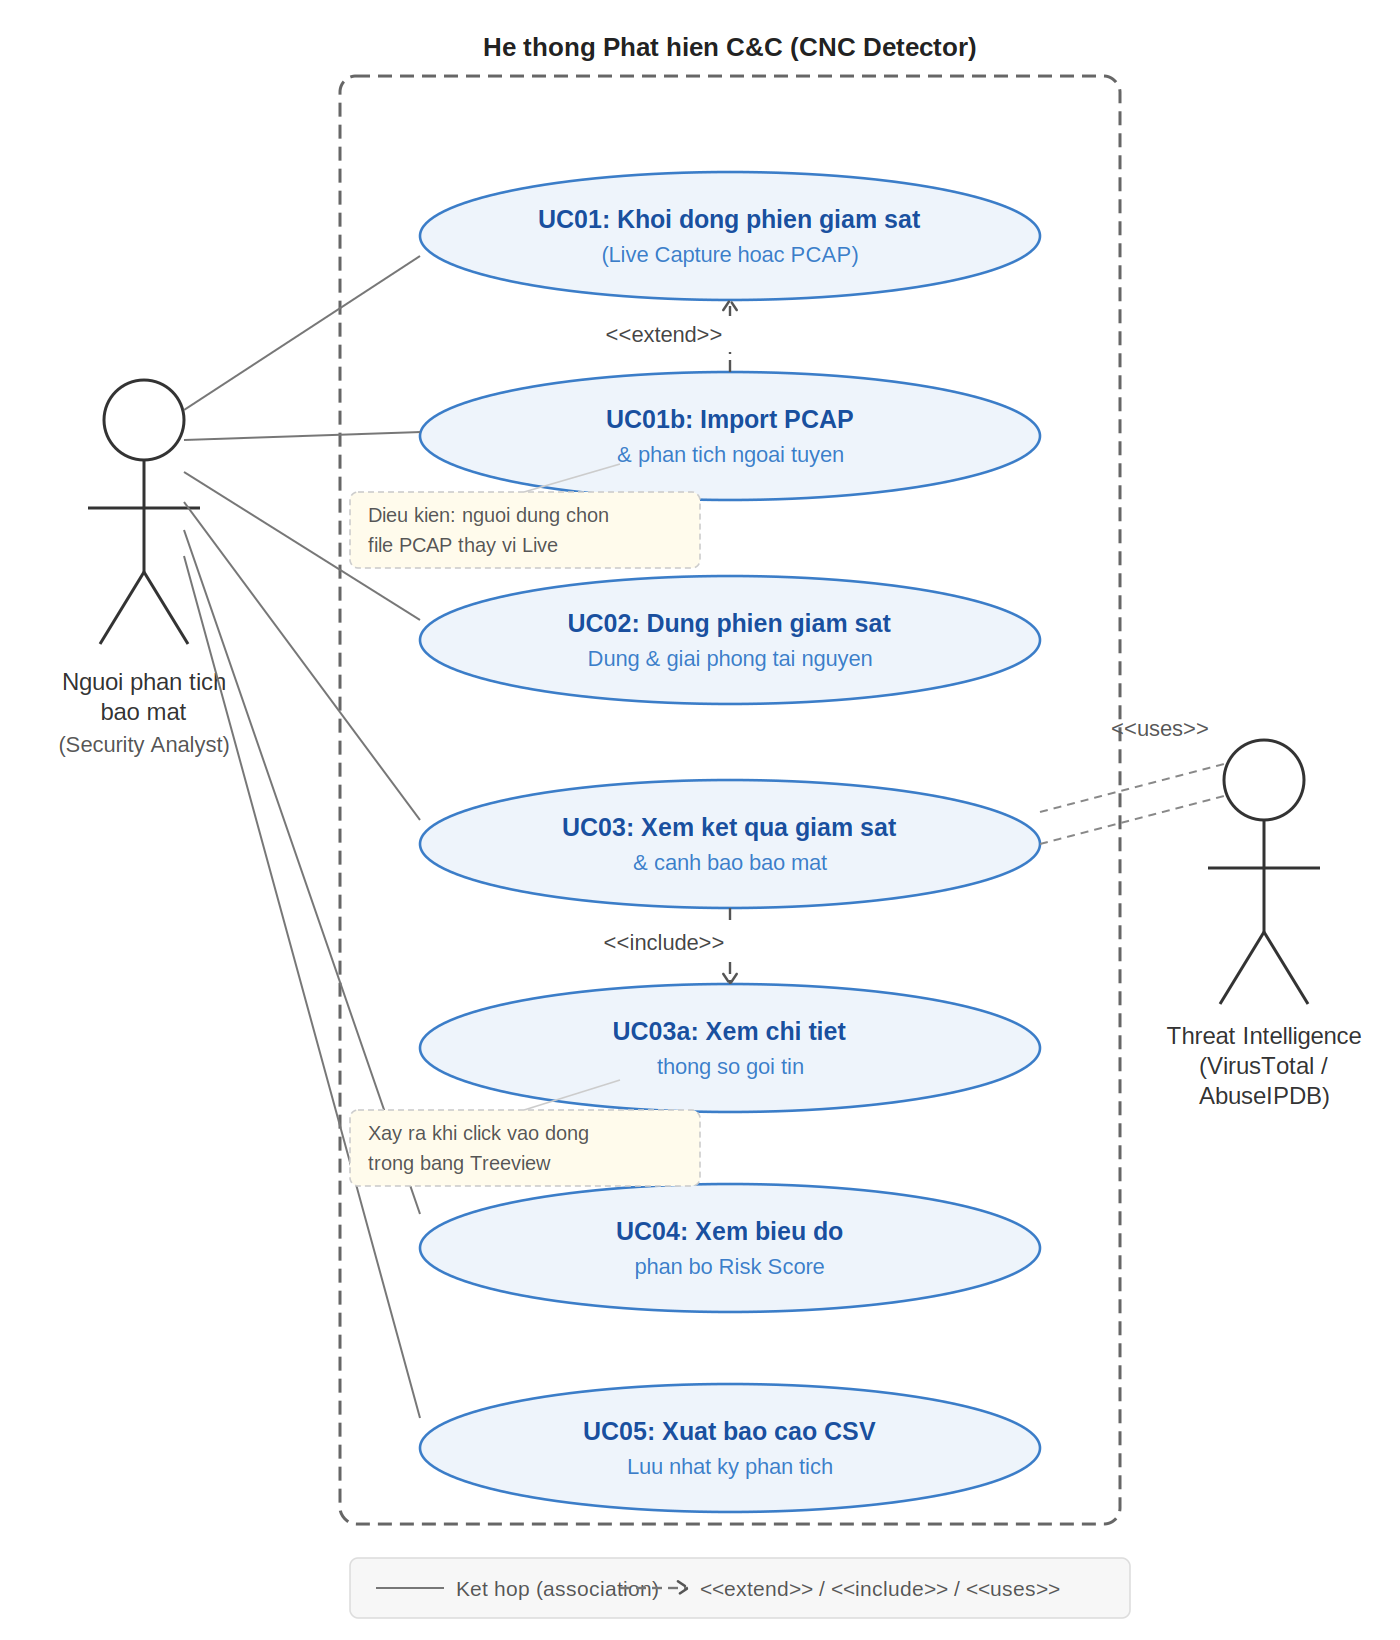 He thong Phat hien C&C (CNC Detector)
UC01: Khoi dong phien giam sat
(Live Capture hoac PCAP)
<<extend>>
UC01b: Import PCAP
& phan tich ngoai tuyen
Dieu kien: nguoi dung chon
file PCAP thay vi Live
UC02: Dung phien giam sat
Dung & giai phong tai nguyen
Nguoi phan tich
bao mat
(Security Analyst)
<<uses>>
UC03: Xem ket qua giam sat
& canh bao bao mat
<<include>>
UC03a: Xem chi tiet
thong so goi tin
Threat Intelligence
(VirusTotal /
AbuseIPDB)
Xay ra khi click vao dong
trong bang Treeview
UC04: Xem bieu do
phan bo Risk Score
UC05: Xuat bao cao CSV
Luu nhat ky phan tich
Ket hop (association)
<<extend>> / <<include>> / <<uses>>